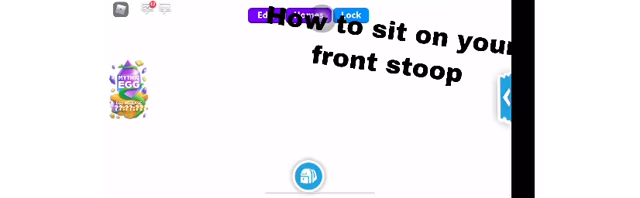 Lock
How to sit on your
front stoop
MYTHIC
EGG